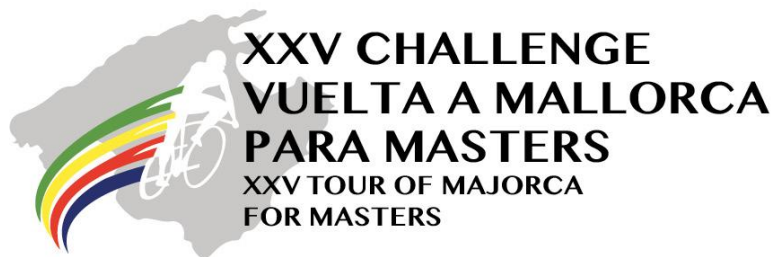 XXV CHALLENGE
VUELTA A MALLORCA
PARA MASTERS
XXV TOUR OF MAJORCA
FOR MASTERS